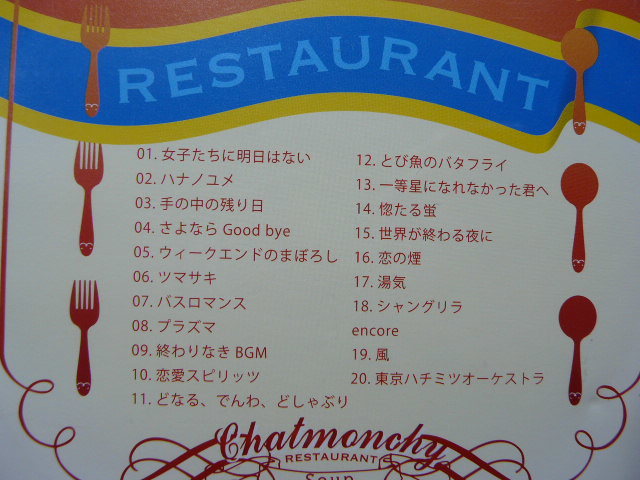 RESTAURANT
01. 女子たちに明日はない
02. ハナノユメ
03. 手の中の残り日
04. さよなら Good bye
05. ウィークエンドのまぼろし
06. ツマサキ
07. バスロマンス
08. プラズマ
09. 終わりなき BGM
10. 恋愛スピリッツ
11. どなる、でんわ、どしゃぶり
12. とび魚のバタフライ
13. 一等星になれなかった君へ
14. 惚たる蛍
15. 世界が終わる夜に
16. 恋の煙
17. 湯気
18. シャングリラ
encore
19. 風
20. 東京ハチミツオーケストラ
Chatmonchy
RESTAURANT
Soup